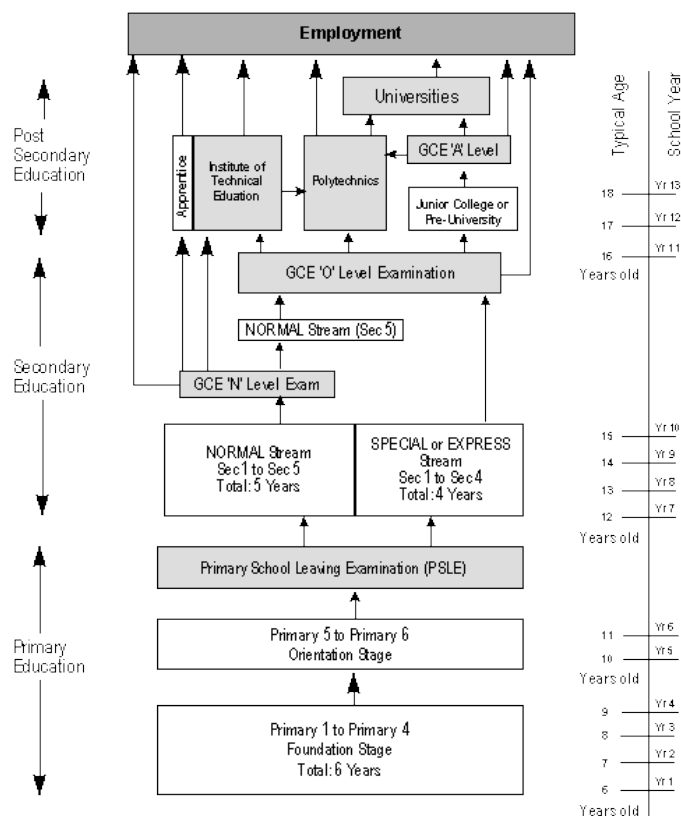 Employment
Universities
GCE 'A' Level
Apprentice
Institute of
Technical
Eduation
Polytechnics
Junior College or
Pre-University
Post
Secondary
Education
GCE 'O' Level Examination
NORMAL Stream (Sec 5)
GCE 'N' Level Exam
Secondary
Education
NORMAL Stream
Sec 1 to Sec 5
Total: 5 Years
SPECIAL or EXPRESS
Stream
Sec 1 to Sec 4
Total: 4 Years
Primary School Leaving Examination (PSLE)
Primary 5 to Primary 6
Orientation Stage
Primary
Education
Primary 1 to Primary 4
Foundation Stage
Total: 6 Years
Typical Age
School Year
18 Yr 13
17 Yr 12
16 Yr 11
Years old
15 Yr 10
14 Yr 9
13 Yr 8
12 Yr 7
Years old
11 Yr 6
10 Yr 5
Years old
9 Yr 4
8 Yr 3
7 Yr 2
6 Yr 1
Years old